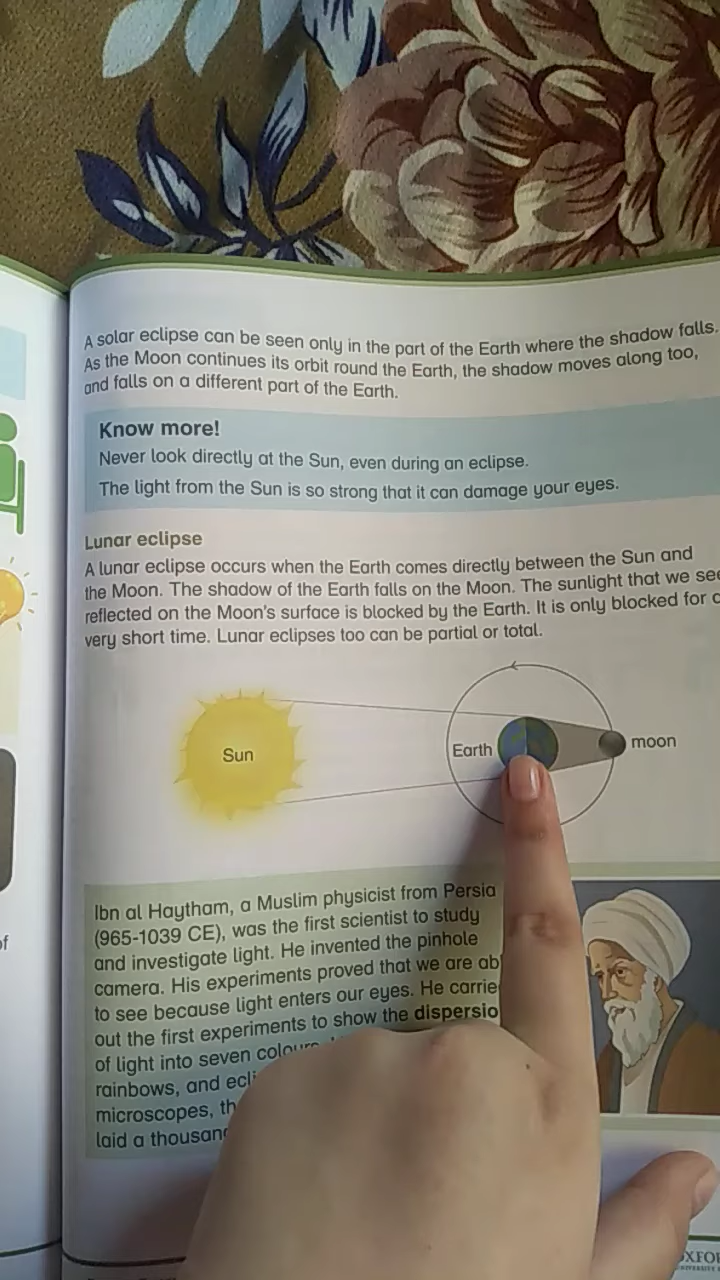 A solar eclipse can be seen only in the part of the Earth where the shadow falls.
As the Moon continues its orbit round the Earth, the shadow moves along too,
and falls on a different part of the Earth.
Know more!
Never look directly at the Sun, even during an eclipse.
The light from the Sun is so strong that it can damage your eyes.
Lunar eclipse
A lunar eclipse occurs when the Earth comes directly between the Sun and
the Moon. The shadow of the Earth falls on the Moon. The sunlight that we see
reflected on the Moon's surface is blocked by the Earth. It is only blocked for
very short time. Lunar eclipses too can be partial or total.
Sun
Earth
moon
Ibn al Haytham, a Muslim physicist from Persia
(965-1039 CE), was the first scientist to study
and investigate light. He invented the pinhole
camera. His experiments proved that we are
to see because light enters our eyes. He
out the first experiments to show the
of light into seven
rainbows, and
microscopes,
laid a